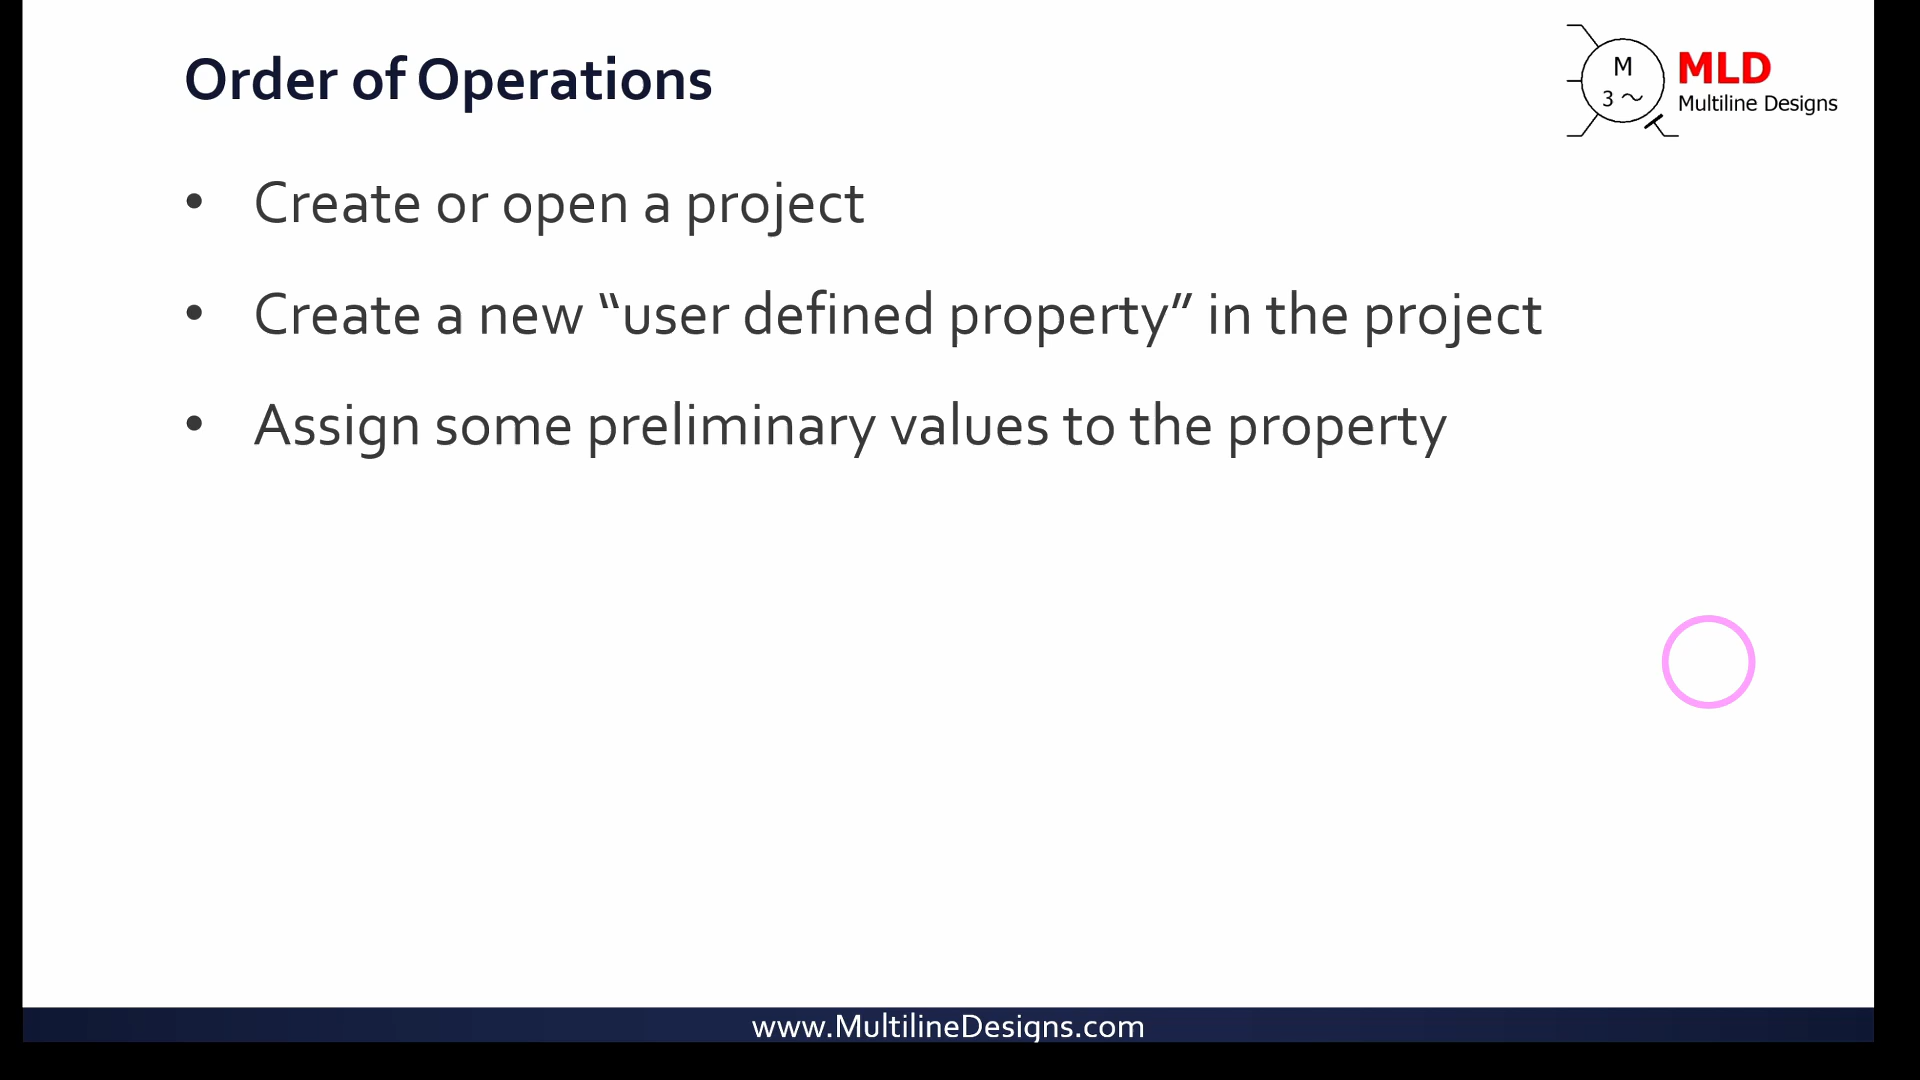 Order of Operations
M
3 ~
MLD
Multiline Designs
• Create or open a project
• Create a new “user defined property” in the project
• Assign some preliminary values to the property
www.MultilineDesigns.com